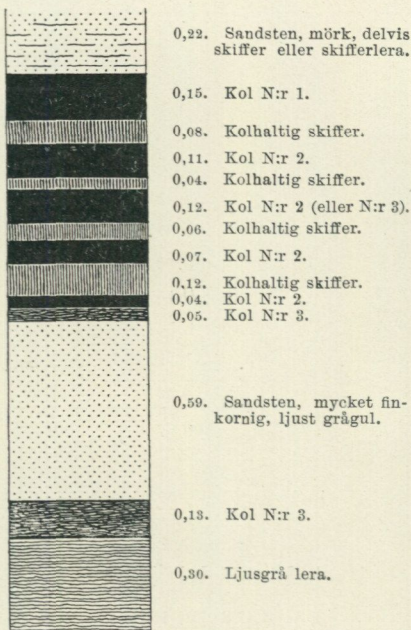 0,22. Sandsten, mörk, delvis
skiffer eller skifferlera.
0,15. Kol N:r 1.
0,08. Kolhaltig skiffer.
0,11. Kol N:r 2.
0,04. Kolhaltig skiffer.
0,12. Kol N:r 2 (eller N:r 3).
0,06. Kolhaltig skiffer.
0,07. Kol N:r 2.
0,12. Kolhaltig skiffer.
0,04. Kol N:r 2.
0,05. Kol N:r 3.
0,59. Sandsten, mycket fin-
kornig, ljust grågul.
0,13. Kol N:r 3.
0,30. Ljusgrå lera.